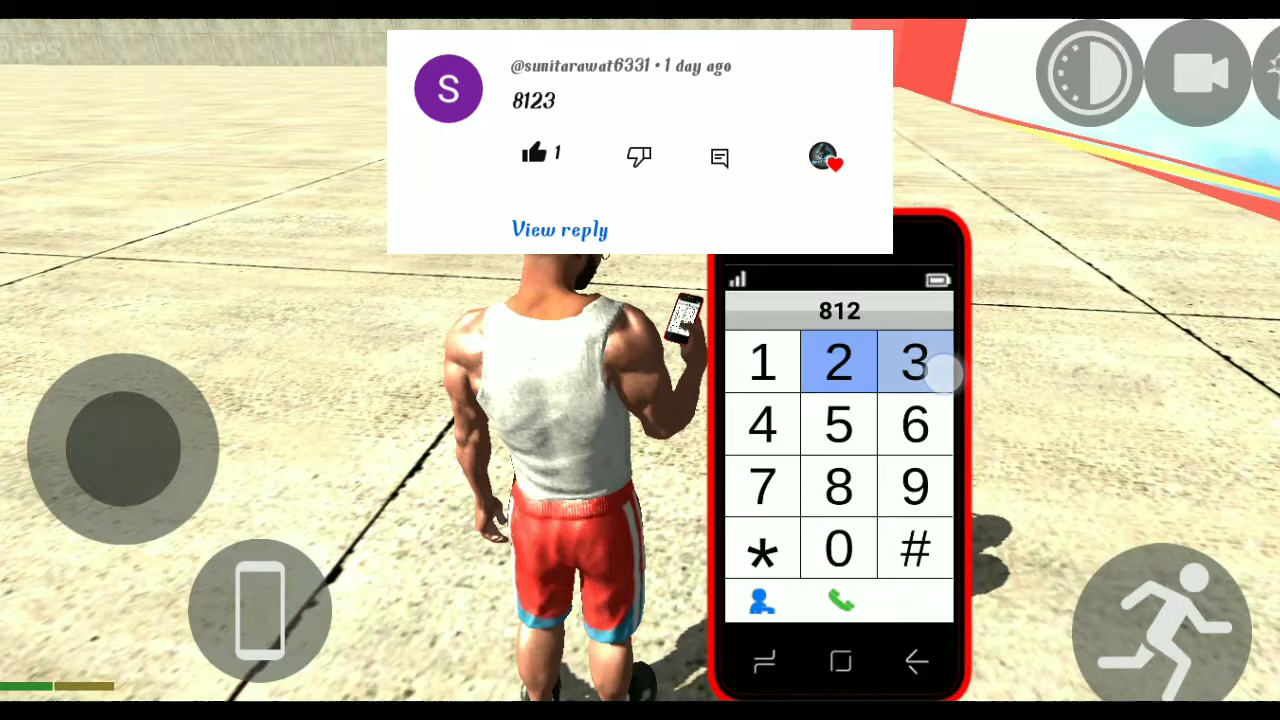 @sunitarawat6331 • 1 day ago
S
8123
1
View reply
812
1 2 3
4 5 6
7 8 9
* 0 #